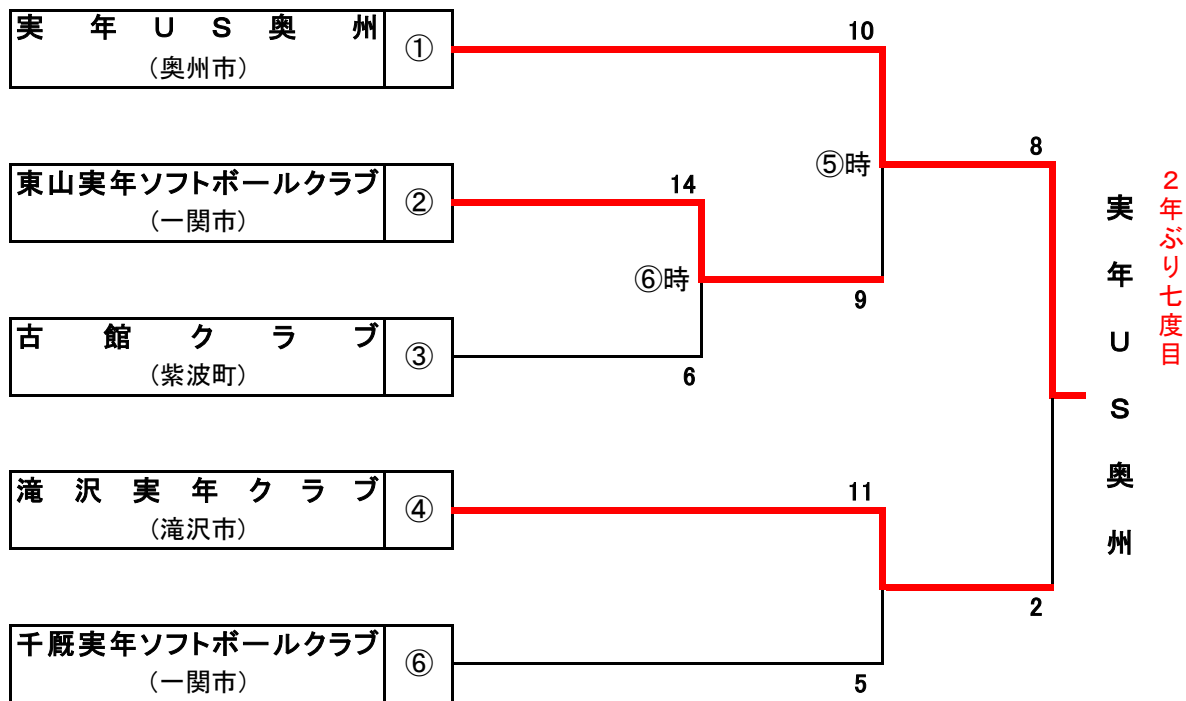 実年US奥州
（奥州市）
①
10
8
⑤時
東山実年ソフトボールクラブ
（一関市）
②
14
⑥時
9
古館クラブ
（紫波町）
③
6
滝沢実年クラブ
（滝沢市）
④
11
2
千厩実年ソフトボールクラブ
（一関市）
⑥
5
実年US奥州
２年ぶり七度目